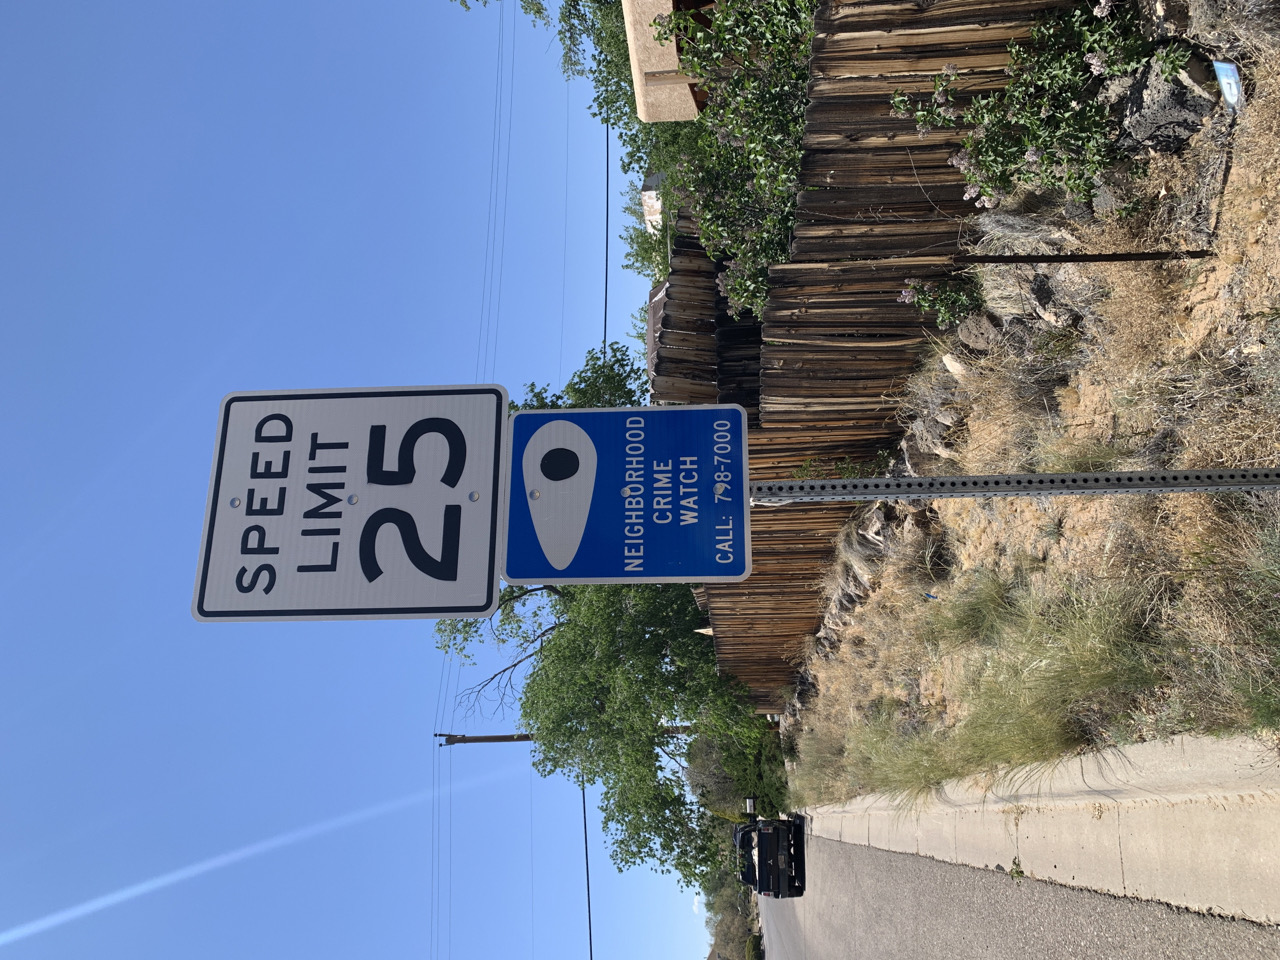 SPEED
LIMIT
25
NEIGHBORHOOD
CRIME
WATCH
CALL: 798-7000